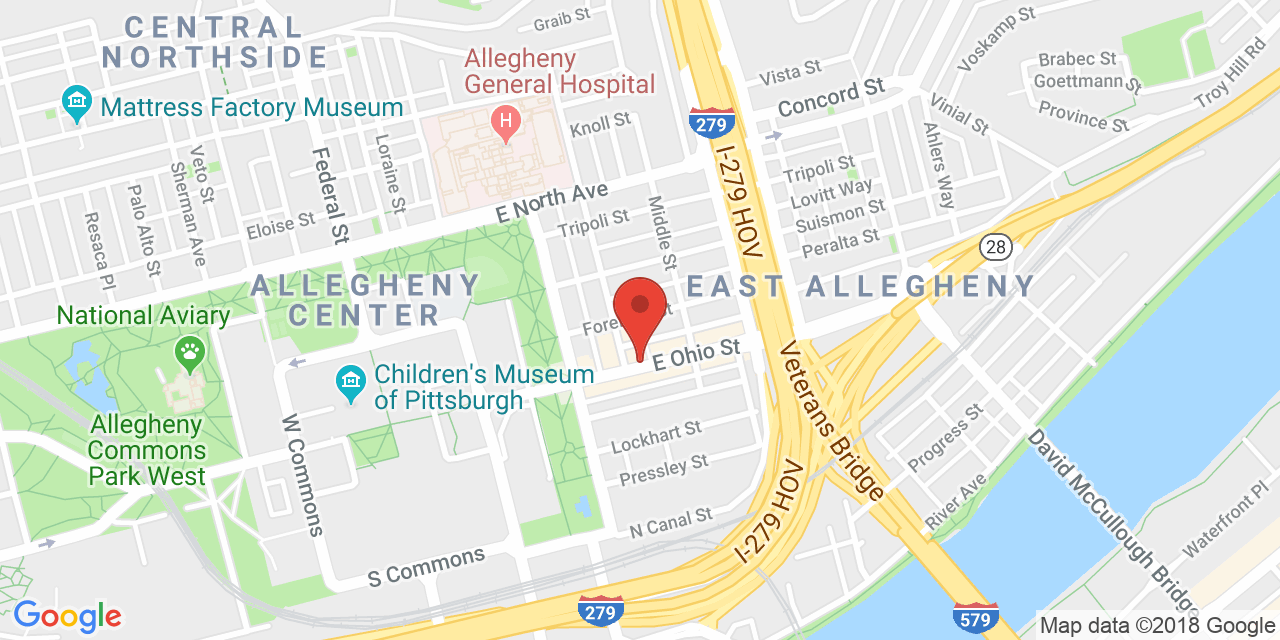 CENTRAL
NORTHSIDE
Graib St
Allegheny
General Hospital
H
Mattress Factory Museum
Knoll St
279
Vista St
Concord St
Voskamp St
Brabec St
Goettmann St
Province St
Troy Hill Rd
Vinial St
Ahlers Way
Loraine St
Federal St
Veto St
Sherman Ave
Palo Alto St
Resaca Pl
Eloise St
E North Ave
Tripoli St
Middle St
I-279 HOV
Tripoli St
Lovitt Way
Suismon St
Peralta St
28
ALLEGHENY
CENTER
EAST ALLEGHENY
National Aviary
E Ohio St
Children's Museum
of Pittsburgh
Veterans Bridge
Allegheny
Commons
Park West
W Commons
Lockhart St
Pressley St
N Canal St
S Commons
I-279 HOV
Progress St
River Ave
David McCullough Bridge
Waterfront Pl
279
579
Google
Map data ©2018 Google